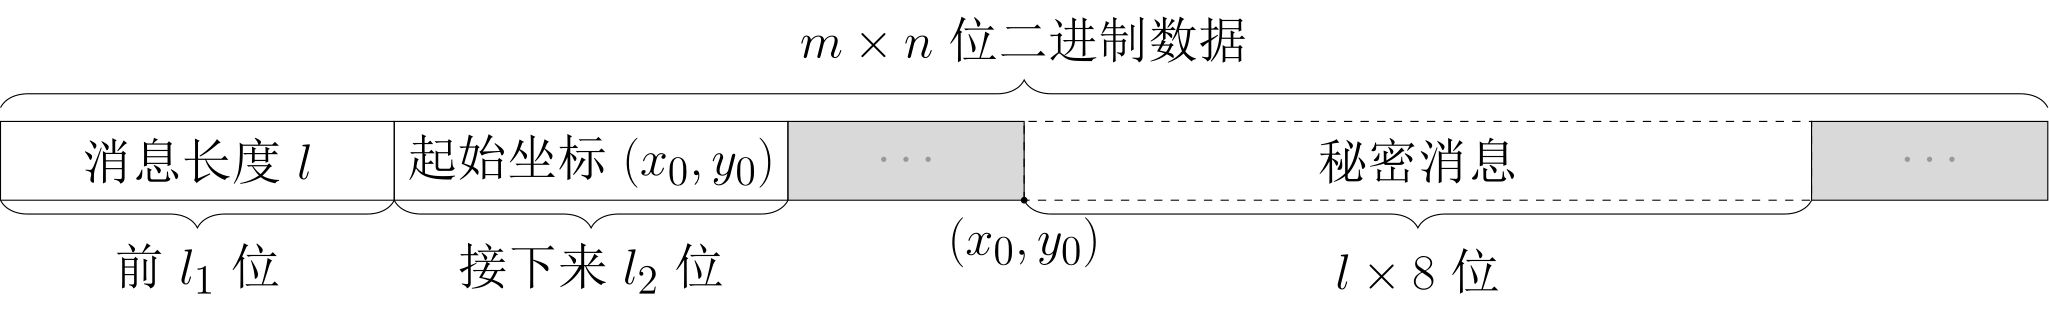 m × n 位二进制数据
消息长度 l 起始坐标 (x₀, y₀) ··· 秘密消息 ···
(x₀, y₀)
前 l₁ 位 接下来 l₂ 位 l × 8 位